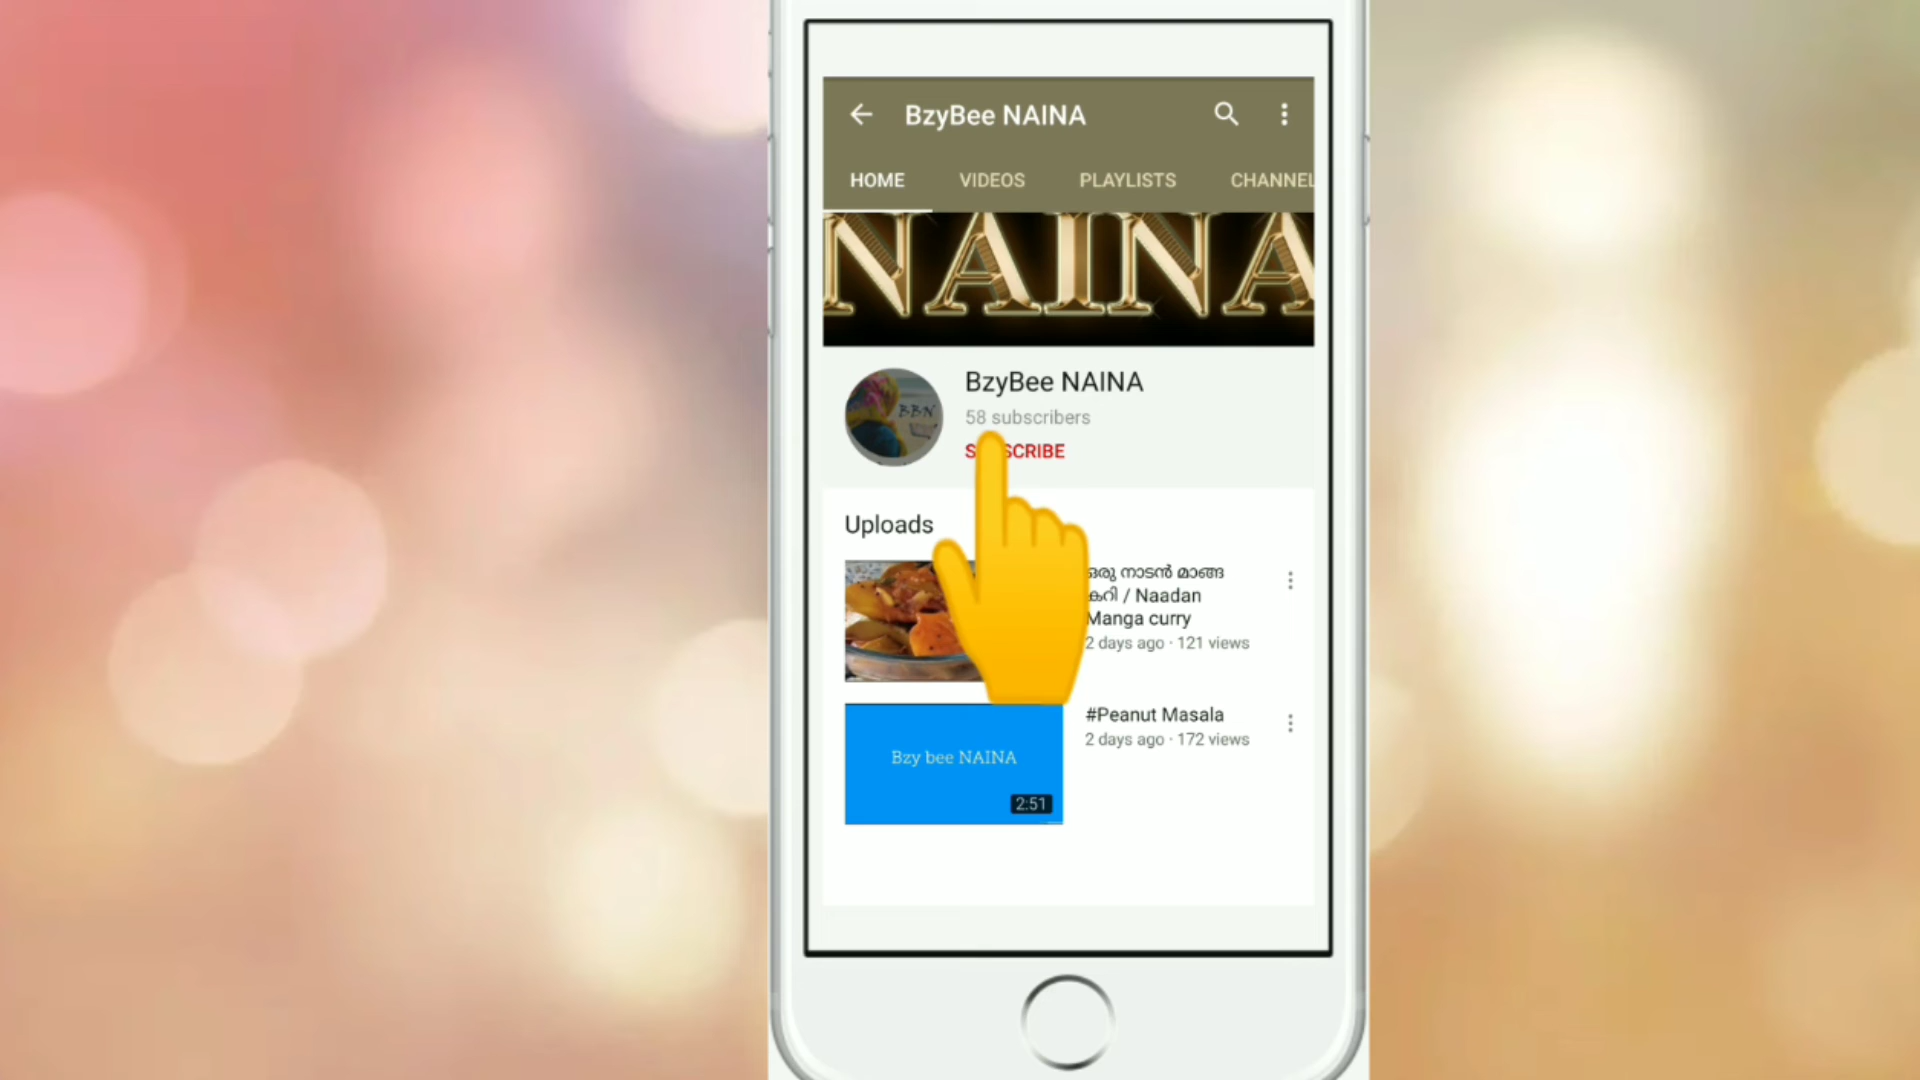 BzyBee NAINA
HOME VIDEOS PLAYLISTS CHANNEL
NAINA
BzyBee NAINA
BBN
58 subscribers
Uploads
ഒരു നാടൻ മാങ്ങ
കറി / Naadan
Manga curry
2 days ago · 121 views
#Peanut Masala
2 days ago · 172 views
Bzy bee NAINA
2:51